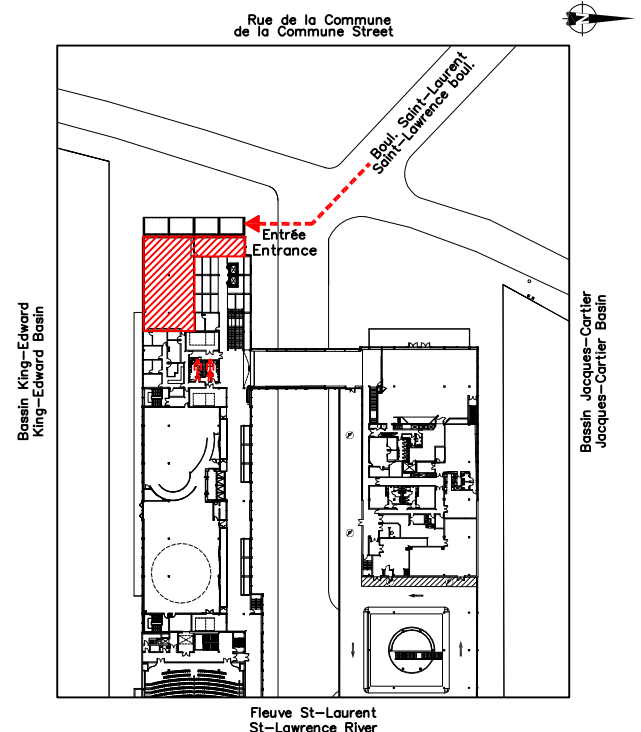 Rue de la Commune
de la Commune Street
Boul. Saint-Laurent
Saint-Lawrence boul.
Entrée
Entrance
Bassin King-Edward
King-Edward Basin
Bassin Jacques-Cartier
Jacques-Cartier Basin
Fleuve St-Laurent
St-Lawrence River